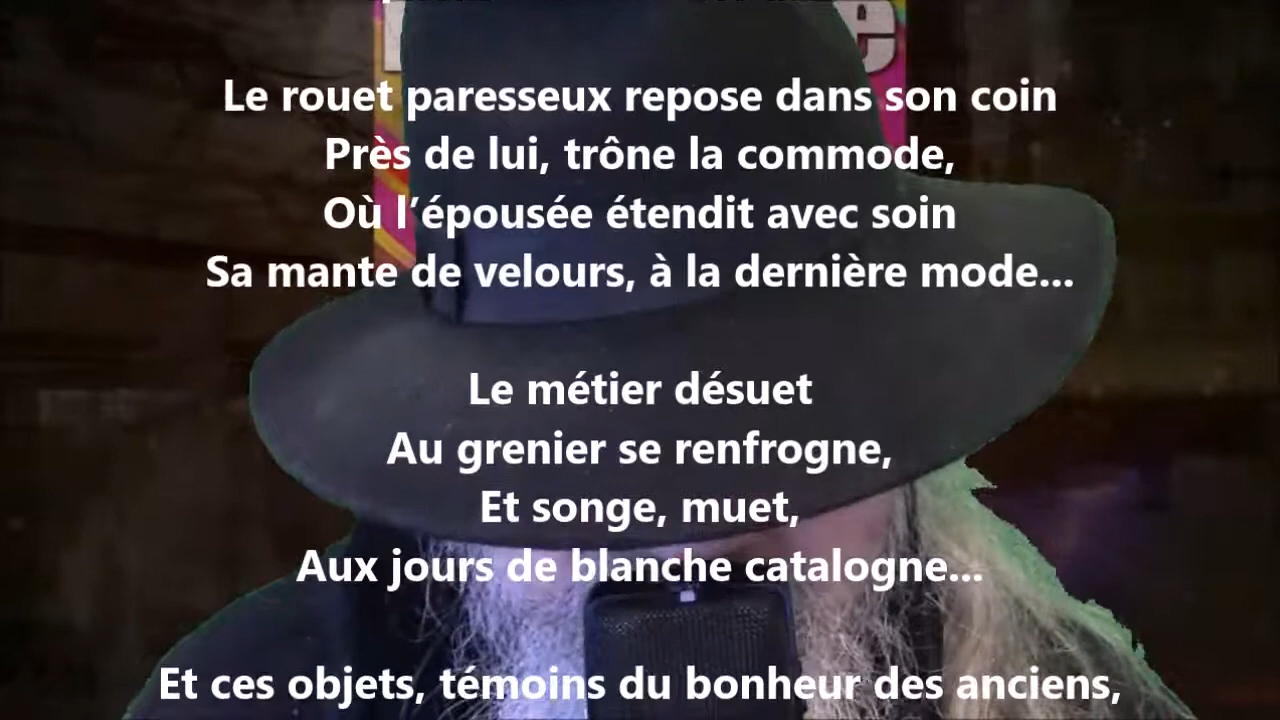 Le rouet paresseux repose dans son coin
Près de lui, trône la commode,
Où l’épousée étendit avec soin
Sa mante de velours, à la dernière mode...
Le métier désuet
Au grenier se renfrogne,
Et songe, muet,
Aux jours de blanche catalogne...
Et ces objets, témoins du bonheur des anciens,